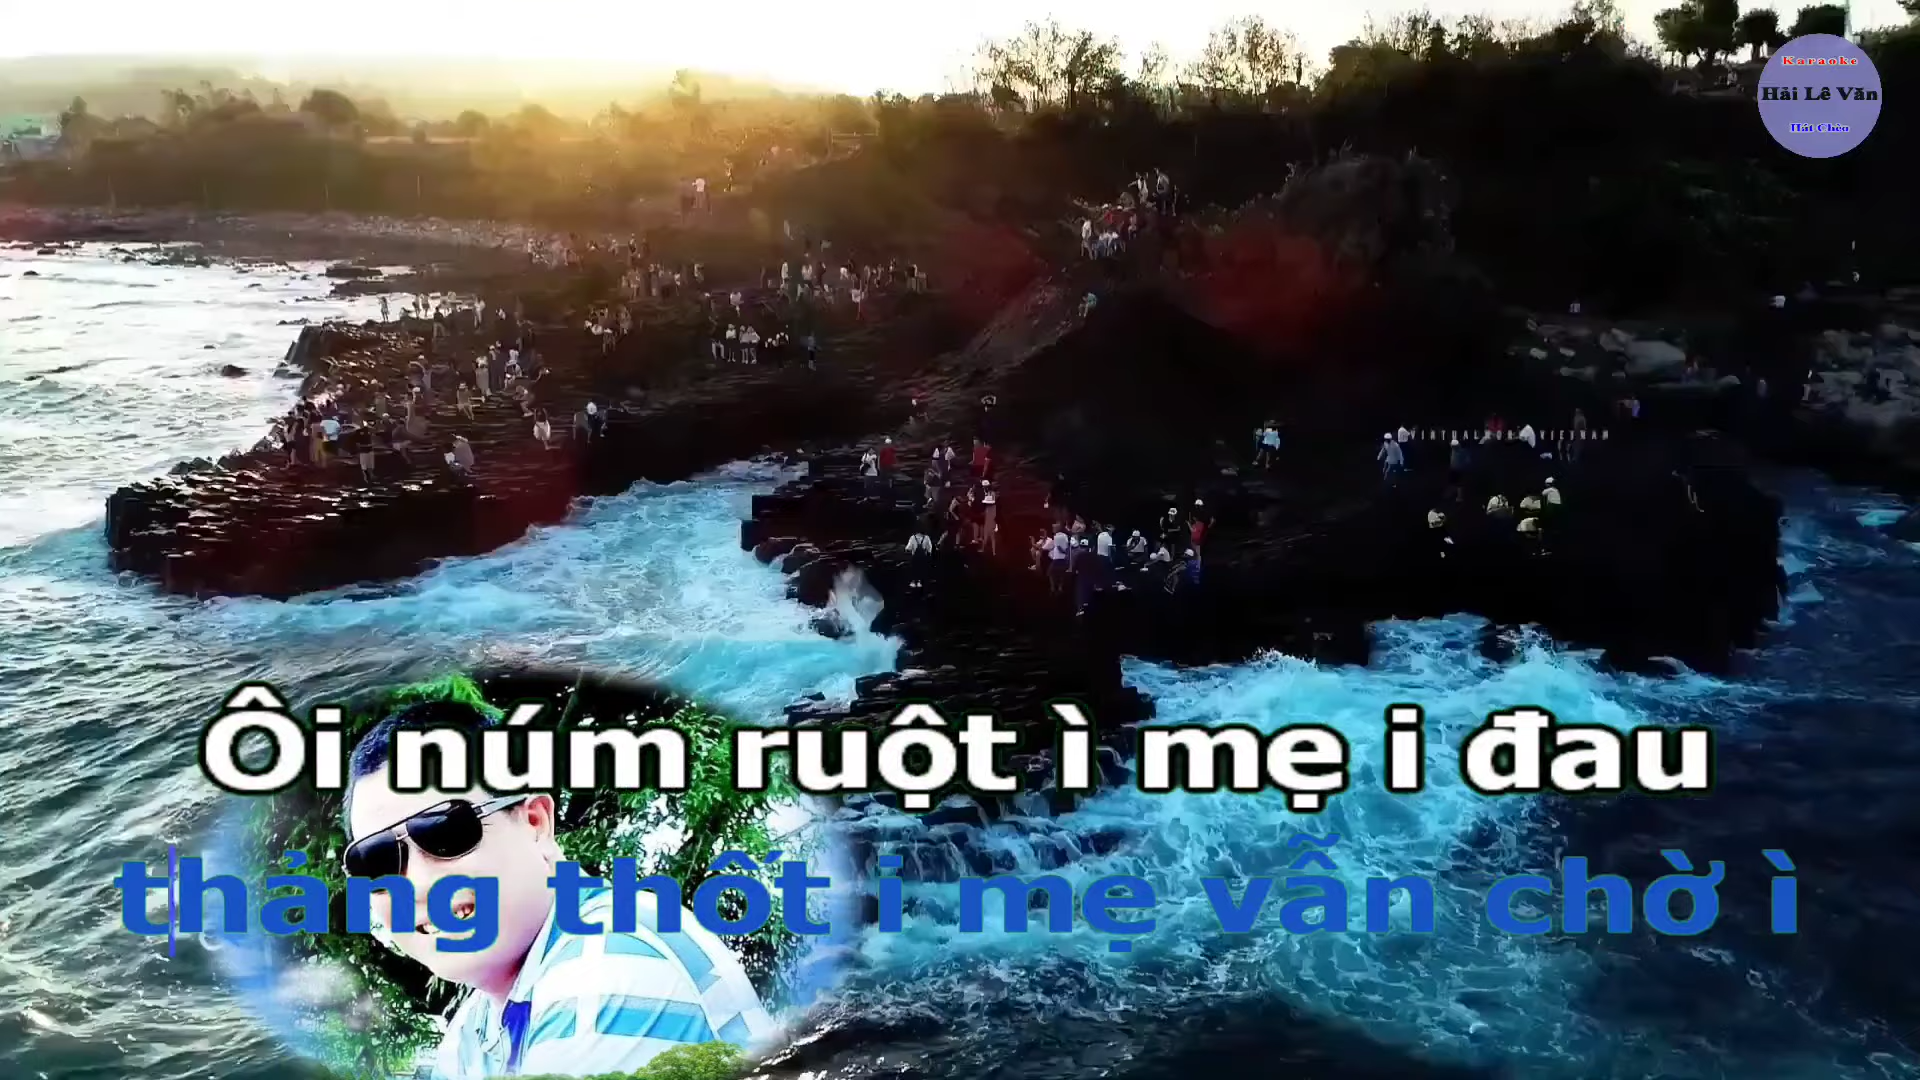 Karaoke
Hải Lê Văn
Hát Chèo
Ôi núm ruột ì mẹ i đau
thảng thốt i mẹ vẫn chờ ì